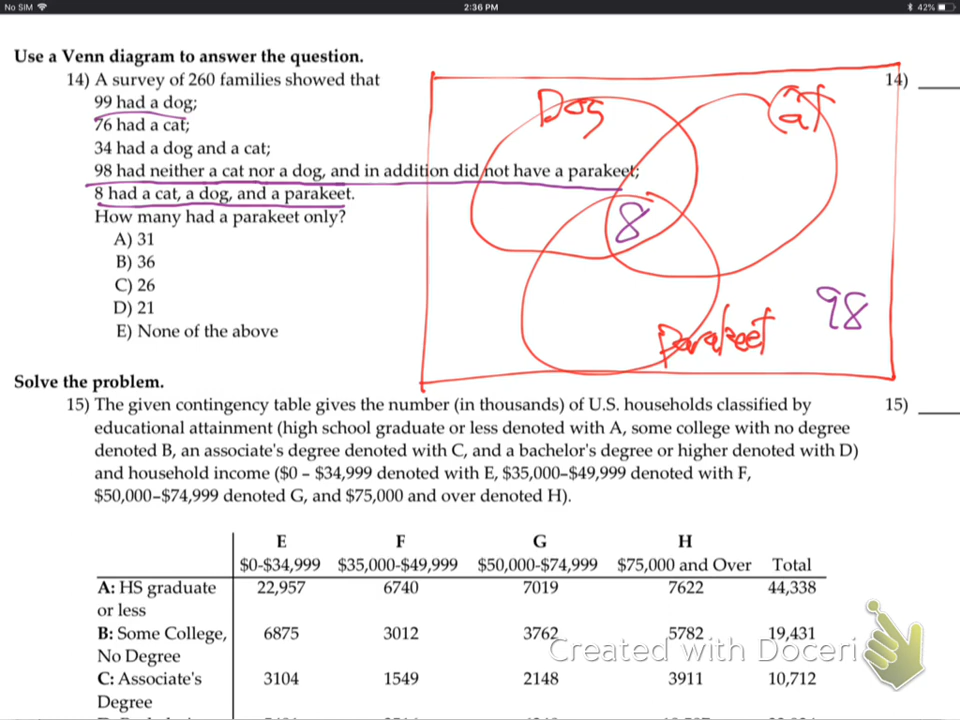 No SIM 2:36 PM 42%
Use a Venn diagram to answer the question.
14) A survey of 260 families showed that 14)
99 had a dog;
76 had a cat;
34 had a dog and a cat;
98 had neither a cat nor a dog, and in addition did not have a parakeet;
8 had a cat, a dog, and a parakeet.
How many had a parakeet only?
A) 31
B) 36
C) 26
D) 21
E) None of the above
Dog
Cat
8
98
Parakeet
Solve the problem.
15) The given contingency table gives the number (in thousands) of U.S. households classified by 15)
educational attainment (high school graduate or less denoted with A, some college with no degree
denoted B, an associate's degree denoted with C, and a bachelor's degree or higher denoted with D)
and household income ($0 – $34,999 denoted with E, $35,000–$49,999 denoted with F,
$50,000–$74,999 denoted G, and $75,000 and over denoted H).
E F G H
$0-$34,999 $35,000-$49,999 $50,000-$74,999 $75,000 and Over Total
A: HS graduate 22,957 6740 7019 7622 44,338
or less
B: Some College, 6875 3012 3762 5782 19,431
No Degree
Created with Doceri
C: Associate's 3104 1549 2148 3911 10,712
Degree